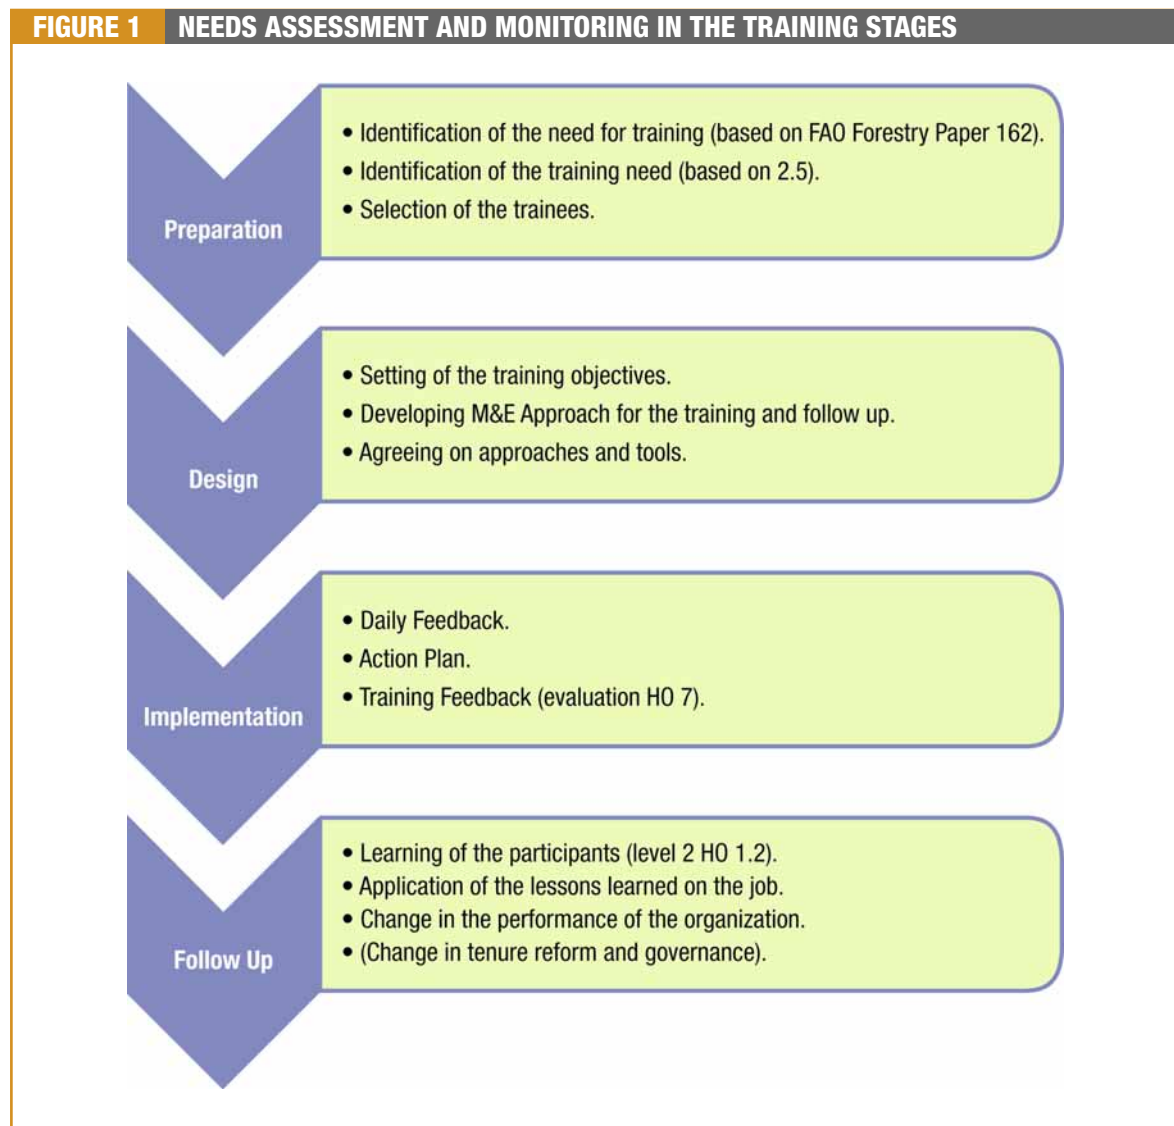 FIGURE 1 NEEDS ASSESSMENT AND MONITORING IN THE TRAINING STAGES
Preparation
• Identification of the need for training (based on FAO Forestry Paper 162).
• Identification of the training need (based on 2.5).
• Selection of the trainees.
Design
• Setting of the training objectives.
• Developing M&E Approach for the training and follow up.
• Agreeing on approaches and tools.
Implementation
• Daily Feedback.
• Action Plan.
• Training Feedback (evaluation HO 7).
Follow Up
• Learning of the participants (level 2 HO 1.2).
• Application of the lessons learned on the job.
• Change in the performance of the organization.
• (Change in tenure reform and governance).